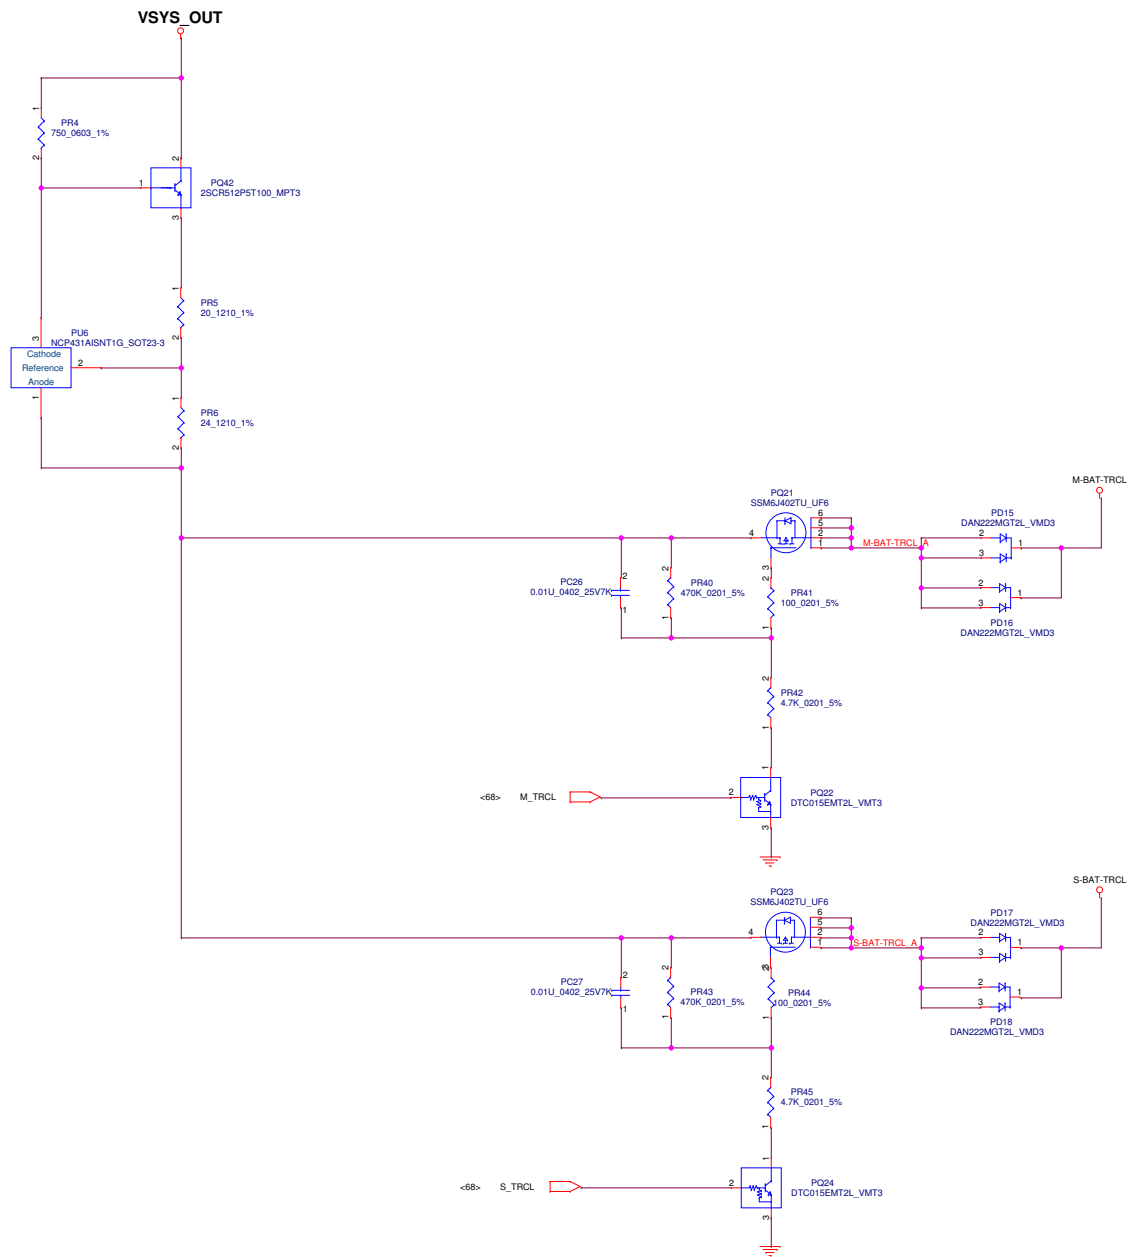 VSYS_OUT
1
PR4
750_0603_1%
2
2
1
PQ42
2SCR512P5T100_MPT3
3
1
PR5
20_1210_1%
2
PU6
NCP431AISNT1G_SOT23-3
3
Cathode
Reference
Anode
2
1
1
PR6
24_1210_1%
2
M-BAT-TRCL
PQ21
SSM6J402TU_UF6
4
6
5
2
1
3
M-BAT-TRCL_A
PD15
DAN222MGT2L_VMD3
2
3
1
2
3
1
PD16
DAN222MGT2L_VMD3
PC26
0.01U_0402_25V7K
2
1
2
PR40
470K_0201_5%
1
2
PR41
100_0201_5%
1
2
PR42
4.7K_0201_5%
1
1
<68>
M_TRCL
2
PQ22
DTC015EMT2L_VMT3
3
S-BAT-TRCL
PQ23
SSM6J402TU_UF6
4
6
5
2
1
3
S-BAT-TRCL_A
PD17
DAN222MGT2L_VMD3
2
3
1
2
3
1
PD18
DAN222MGT2L_VMD3
PC27
0.01U_0402_25V7K
2
1
2
PR43
470K_0201_5%
1
2
PR44
100_0201_5%
1
2
PR45
4.7K_0201_5%
1
1
<68>
S_TRCL
2
PQ24
DTC015EMT2L_VMT3
3